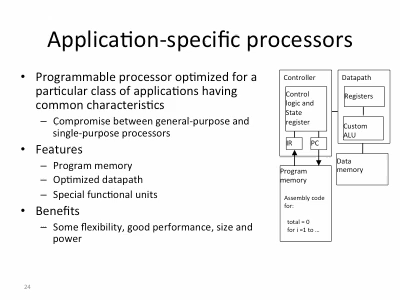 Application-specific processors
• Programmable processor optimized for a
particular class of applications having
common characteristics
– Compromise between general-purpose and
single-purpose processors
• Features
– Program memory
– Optimized datapath
– Special functional units
• Benefits
– Some flexibility, good performance, size and
power
Controller
Control
logic and
State
register
IR PC
Datapath
Registers
Custom
ALU
Data
memory
Program
memory
Assembly code
for:
total = 0
for i =1 to …
24